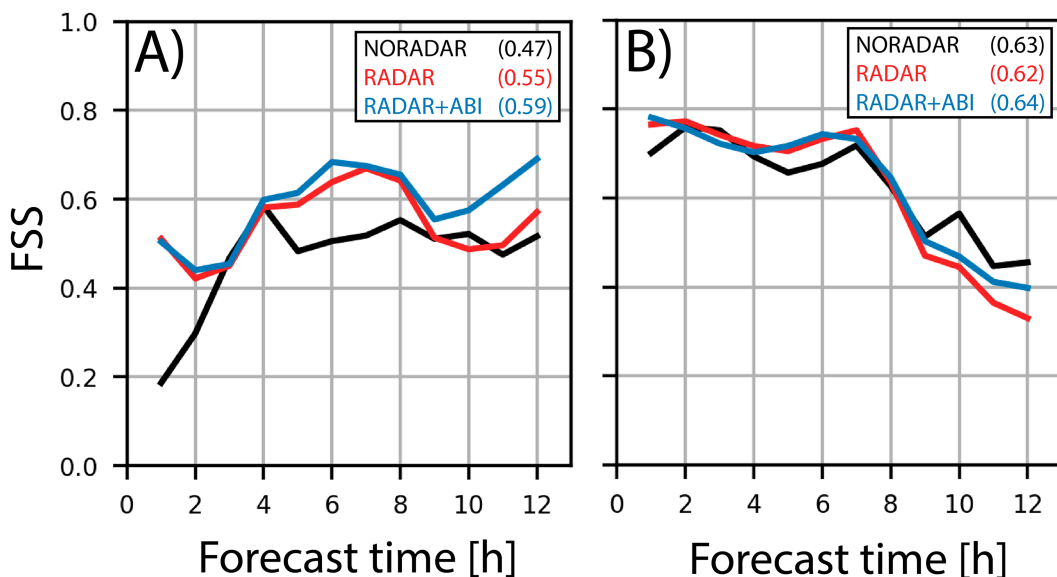 A)
NORADAR (0.47)
RADAR (0.55)
RADAR+ABI (0.59)
FSS
1.0
0.8
0.6
0.4
0.2
0.0
0 2 4 6 8 10 12
Forecast time [h]
B)
NORADAR (0.63)
RADAR (0.62)
RADAR+ABI (0.64)
0 2 4 6 8 10 12
Forecast time [h]